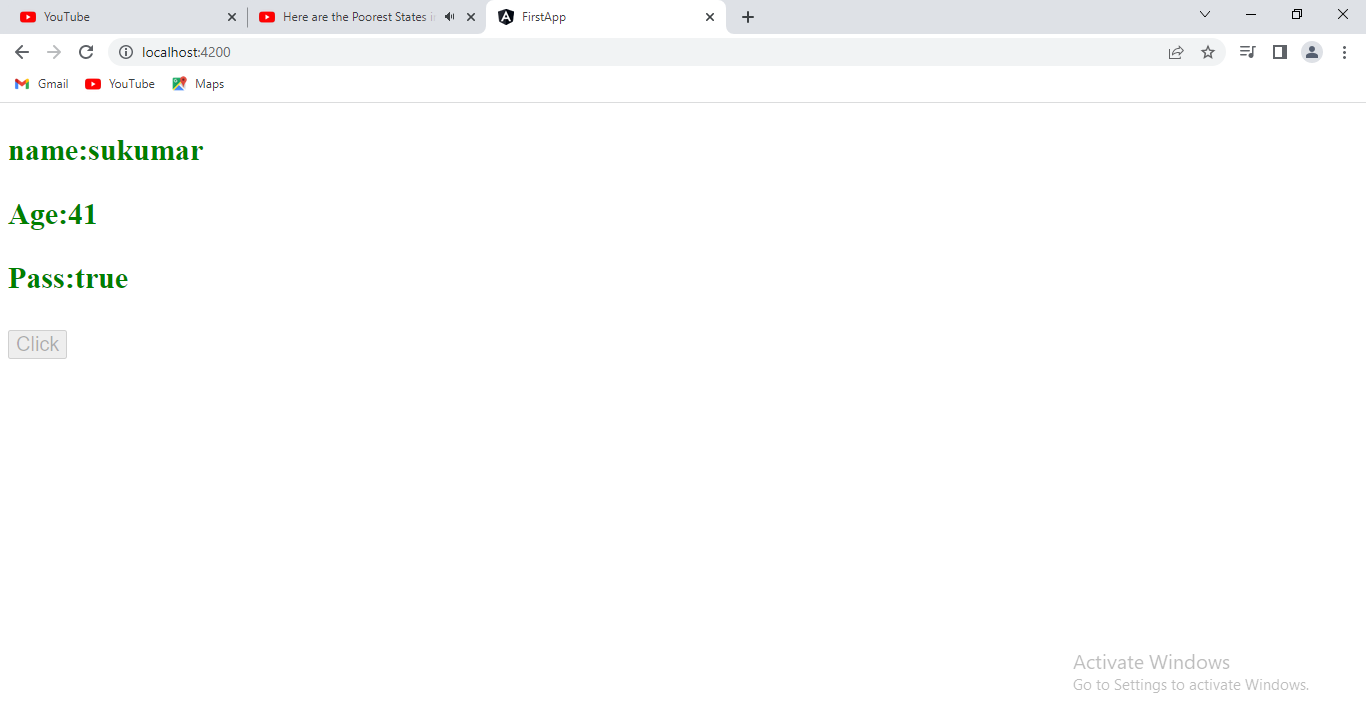 YouTube
Here are the Poorest States i
FirstApp
localhost:4200
Gmail YouTube Maps
name:sukumar
Age:41
Pass:true
Click
Activate Windows
Go to Settings to activate Windows.